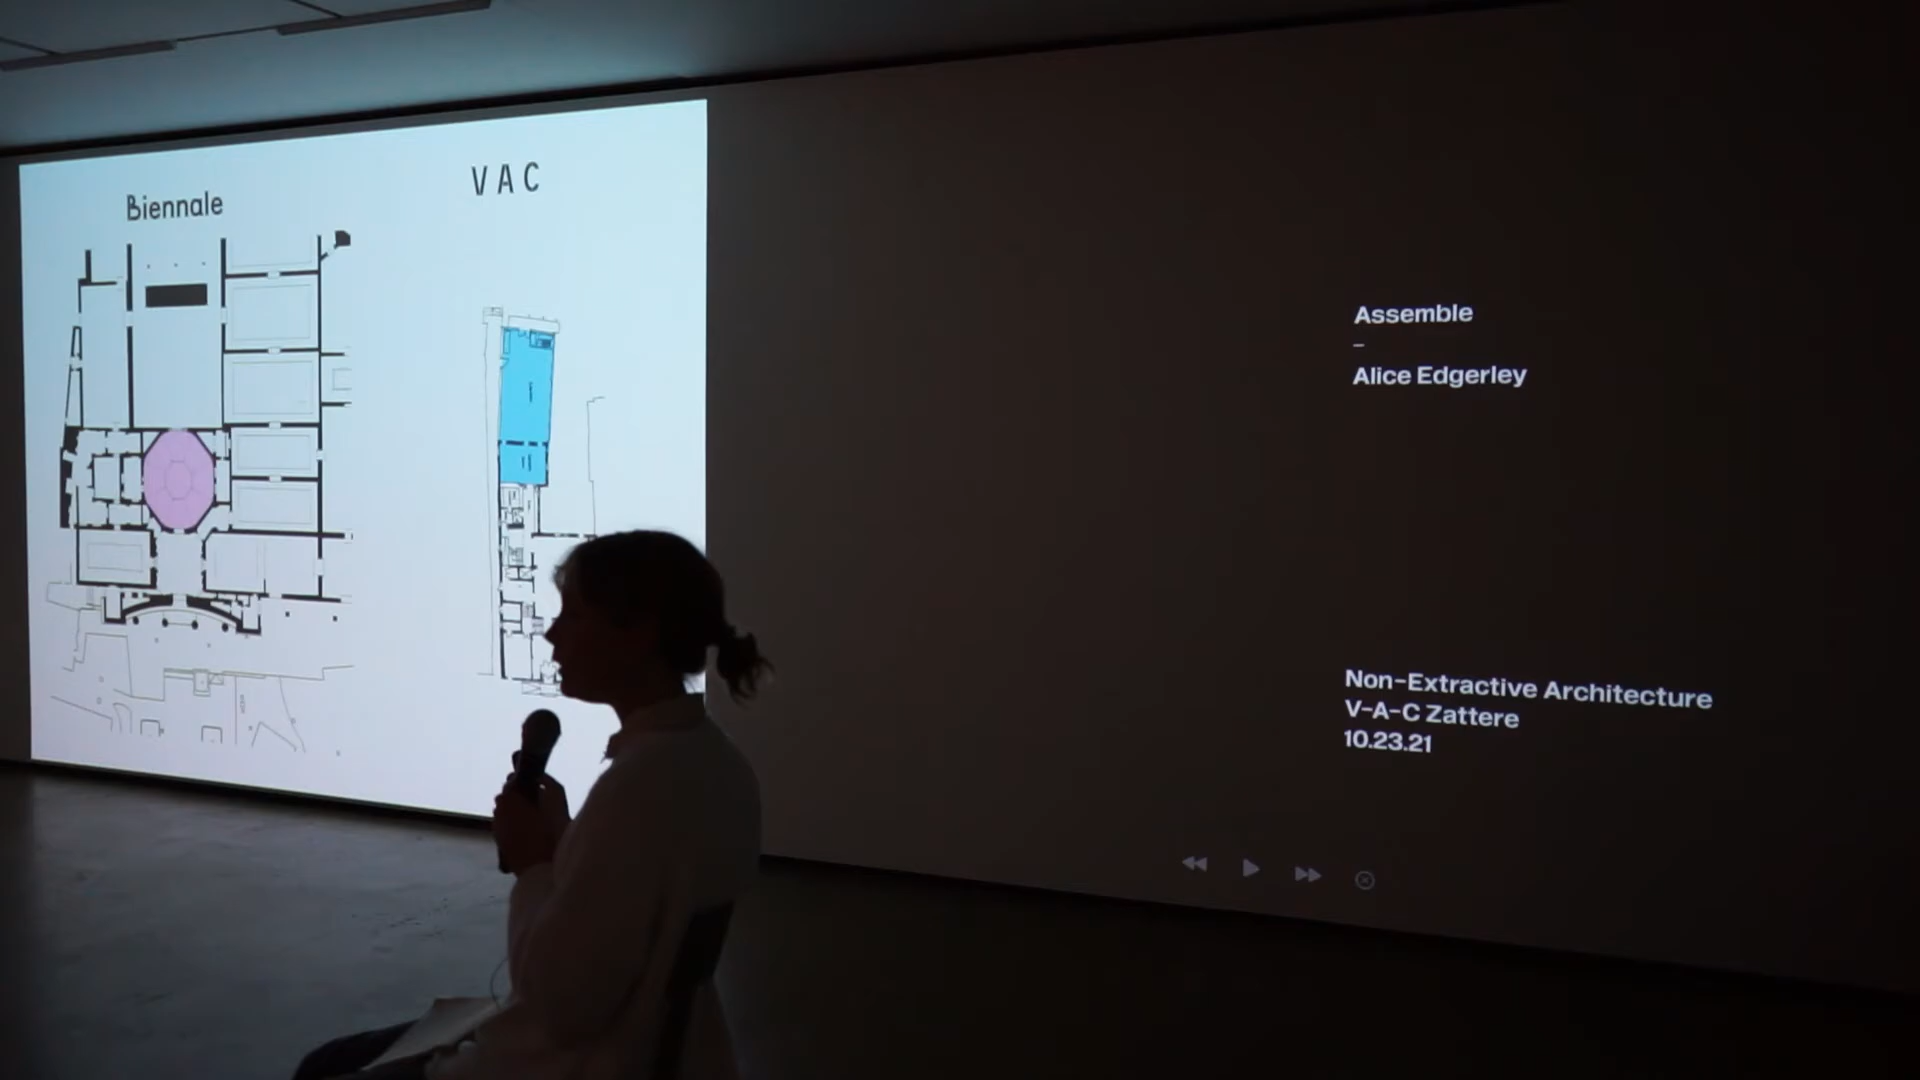 Biennale
VAC
Assemble
–
Alice Edgerley
Non-Extractive Architecture
V-A-C Zattere
10.23.21